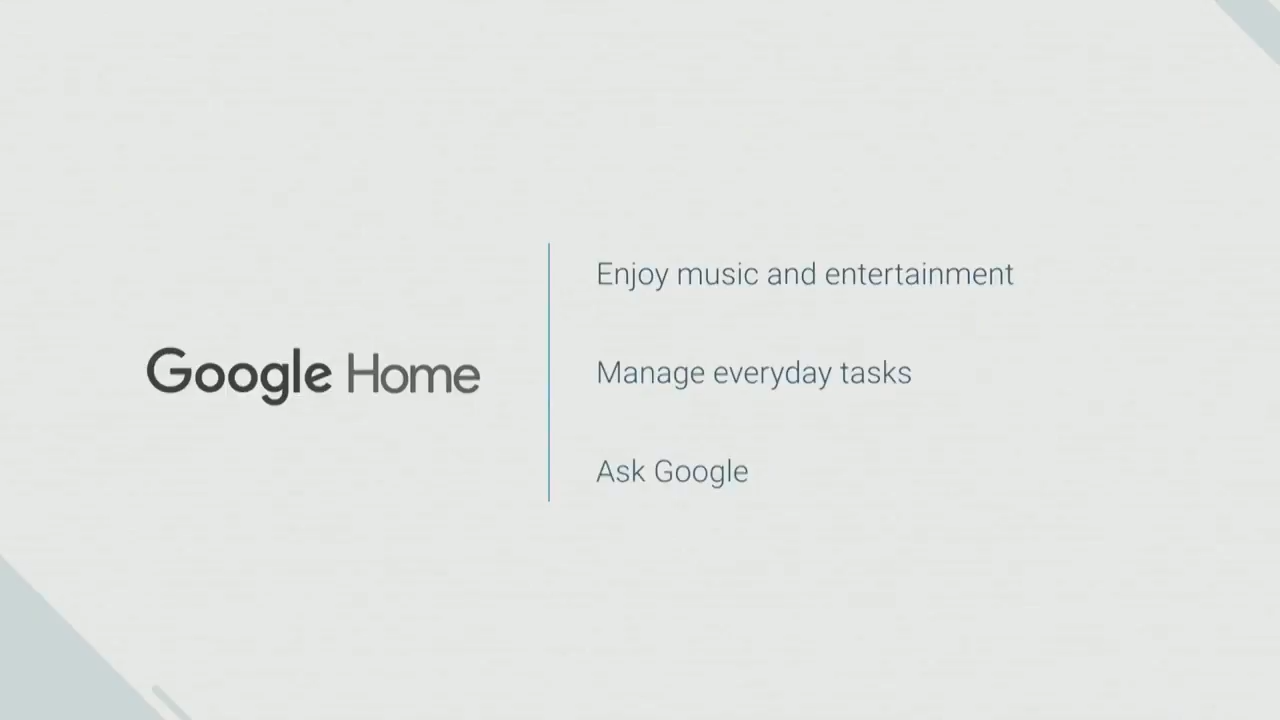 Google Home
Enjoy music and entertainment
Manage everyday tasks
Ask Google